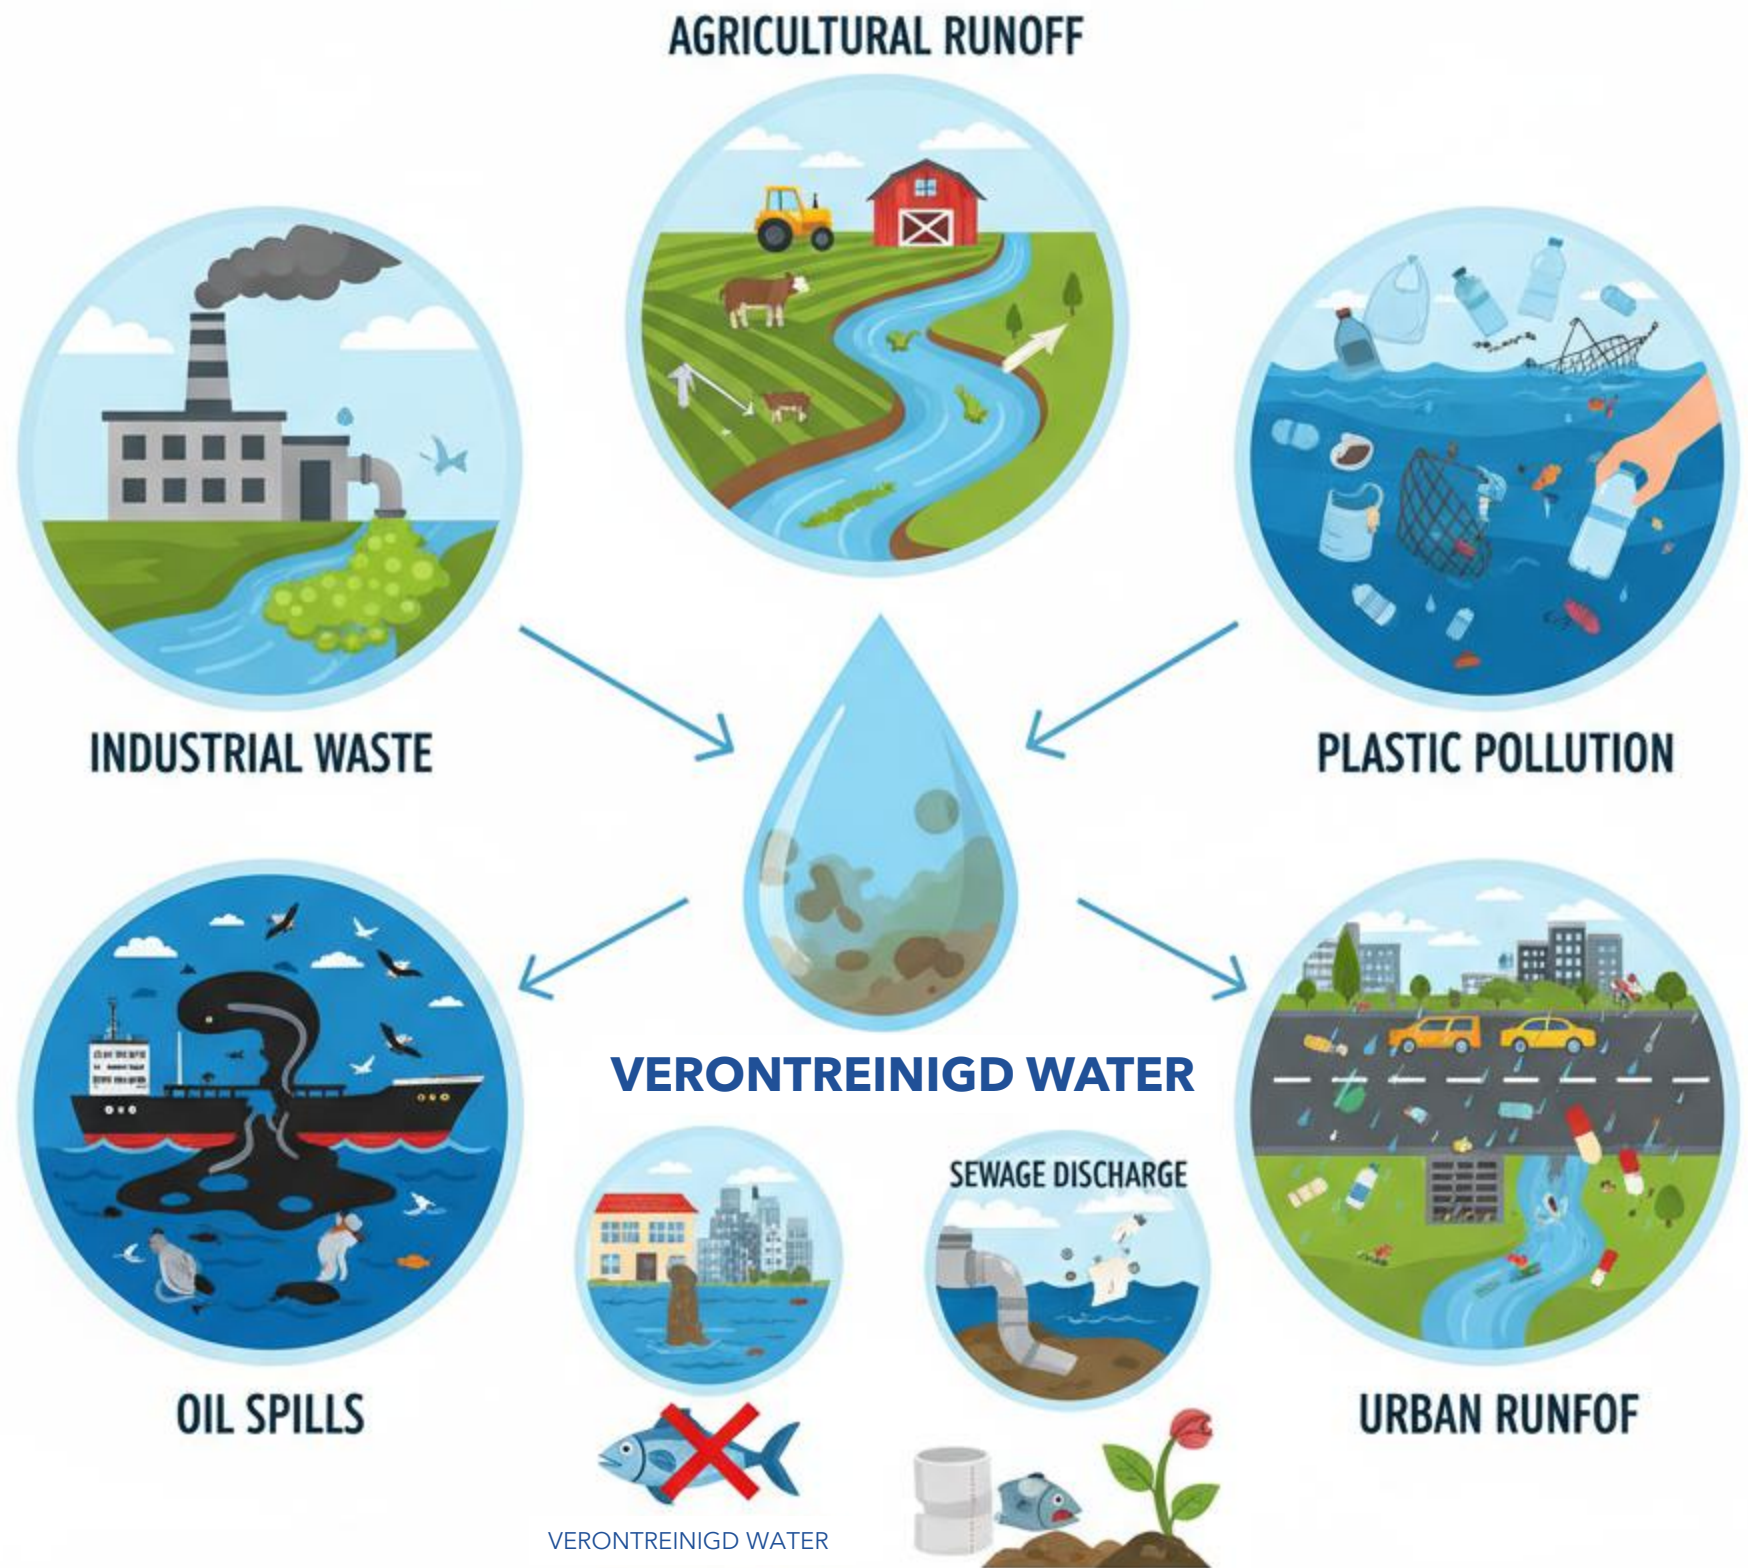 AGRICULTURAL RUNOFF
INDUSTRIAL WASTE
PLASTIC POLLUTION
VERONTREINIGD WATER
SEWAGE DISCHARGE
OIL SPILLS
URBAN RUNFOF
VERONTREINIGD WATER